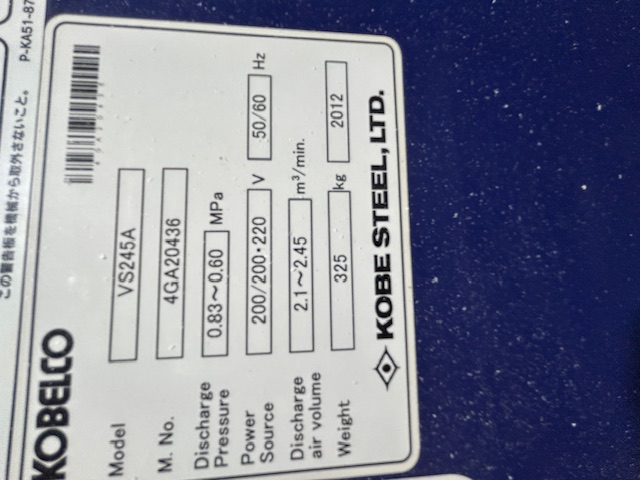 P-KA51-87
この警告板を機械から取外さないこと。
KOBELCO
Model VS245A
M. No. 4GA20436
Discharge Pressure 0.83～0.60 MPa
Power Source 200/200・220 V 50/60 Hz
Discharge air volume 2.1～2.45 m³/min.
Weight 325 kg 2012
KOBE STEEL, LTD.